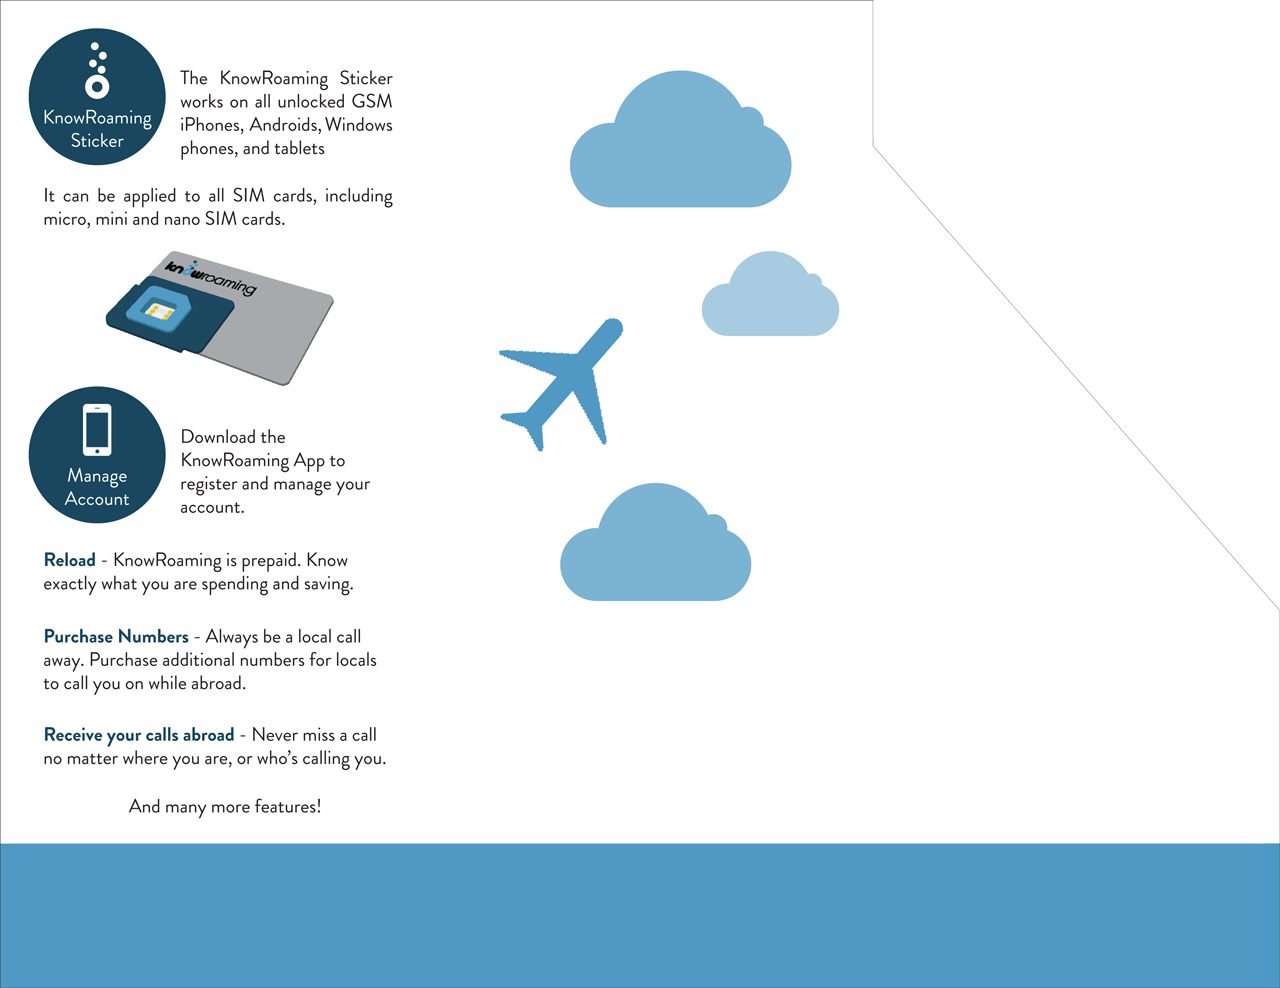 KnowRoaming
Sticker
The KnowRoaming Sticker
works on all unlocked GSM
iPhones, Androids, Windows
phones, and tablets
It can be applied to all SIM cards, including
micro, mini and nano SIM cards.
knowroaming
Manage
Account
Download the
KnowRoaming App to
register and manage your
account.
Reload - KnowRoaming is prepaid. Know
exactly what you are spending and saving.
Purchase Numbers - Always be a local call
away. Purchase additional numbers for locals
to call you on while abroad.
Receive your calls abroad - Never miss a call
no matter where you are, or who's calling you.
And many more features!